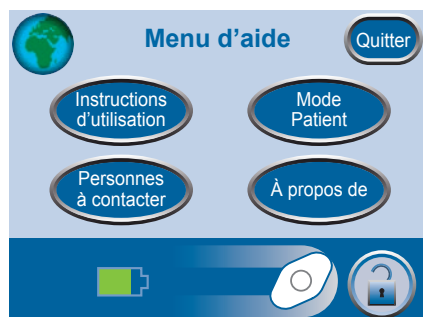 Menu d'aide
Quitter
Instructions
d'utilisation
Mode
Patient
Personnes
à contacter
À propos de